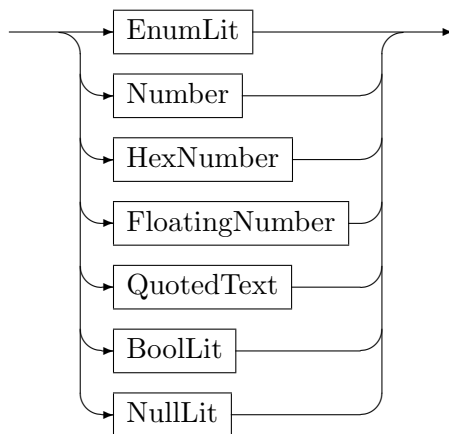 EnumLit
Number
HexNumber
FloatingNumber
QuotedText
BoolLit
NullLit